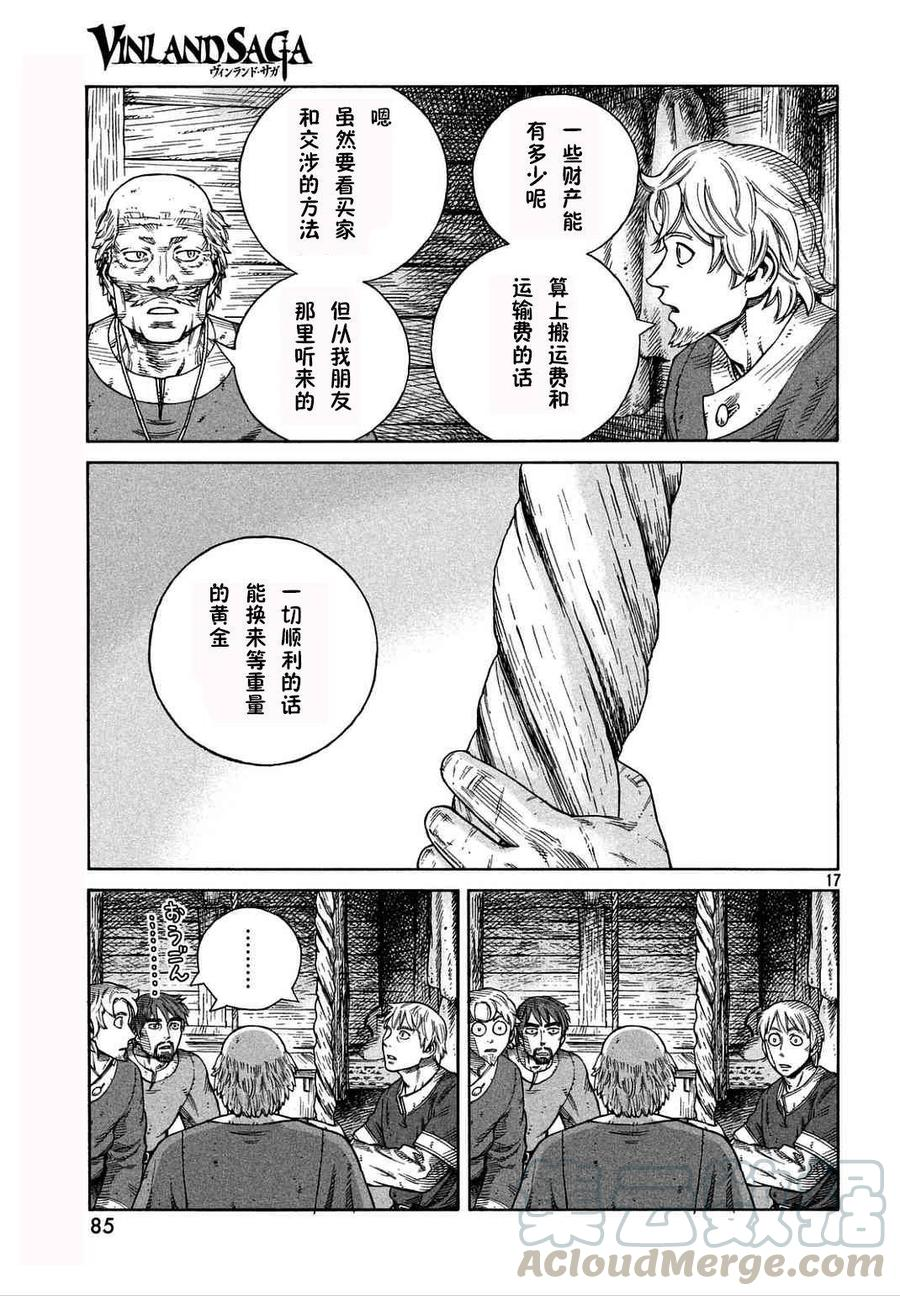 VINLAND SAGA
ヴィンランド・サガ
一些财产能
有多少呢
算上搬运费和
运输费的话
嗯
虽然要看买家
和交涉的方法
但从我朋友
那里听来的
一切顺利的话
能换来等重量
的黄金
17
………
おうごん
…………
85
集云数据
ACloudMerge.com